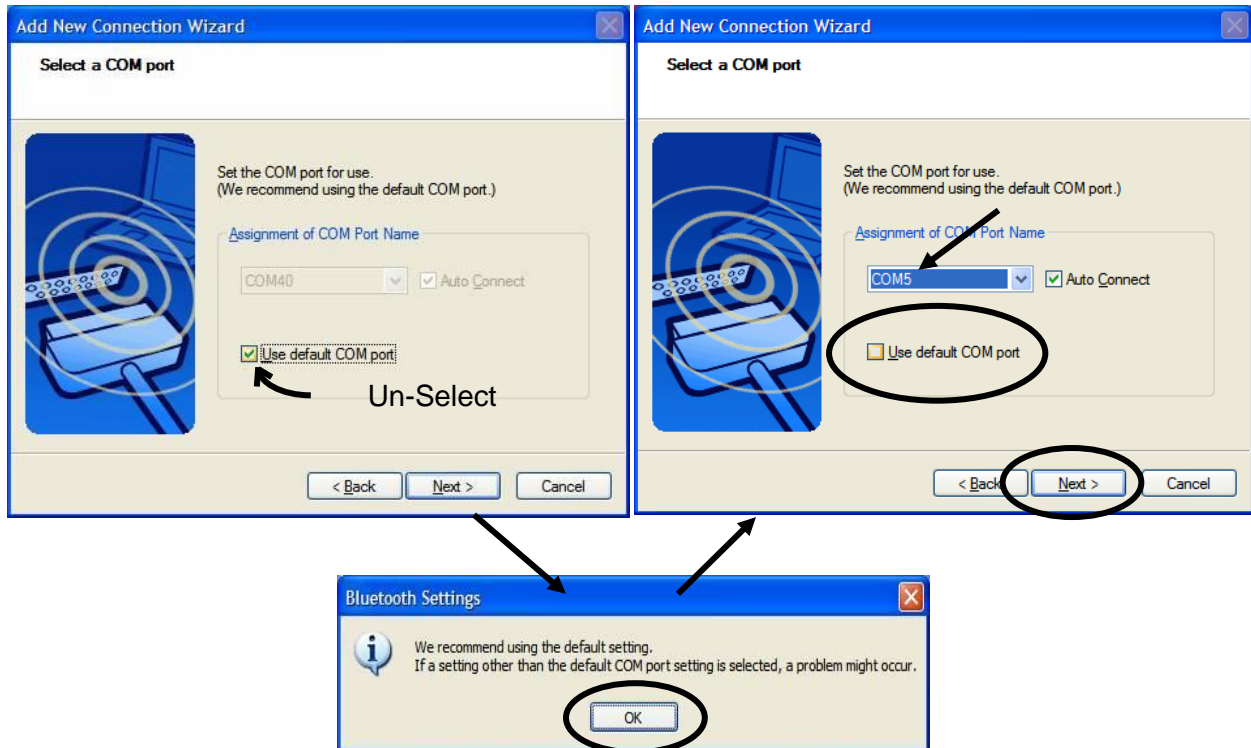 Add New Connection Wizard
Select a COM port
Set the COM port for use.
(We recommend using the default COM port.)
Assignment of COM Port Name
COM40
Auto Connect
Use default COM port
Un-Select
< Back
Next >
Cancel
Add New Connection Wizard
Select a COM port
Set the COM port for use.
(We recommend using the default COM port.)
Assignment of COM Port Name
COM5
Auto Connect
Use default COM port
< Back
Next >
Cancel
Bluetooth Settings
We recommend using the default setting.
If a setting other than the default COM port setting is selected, a problem might occur.
OK